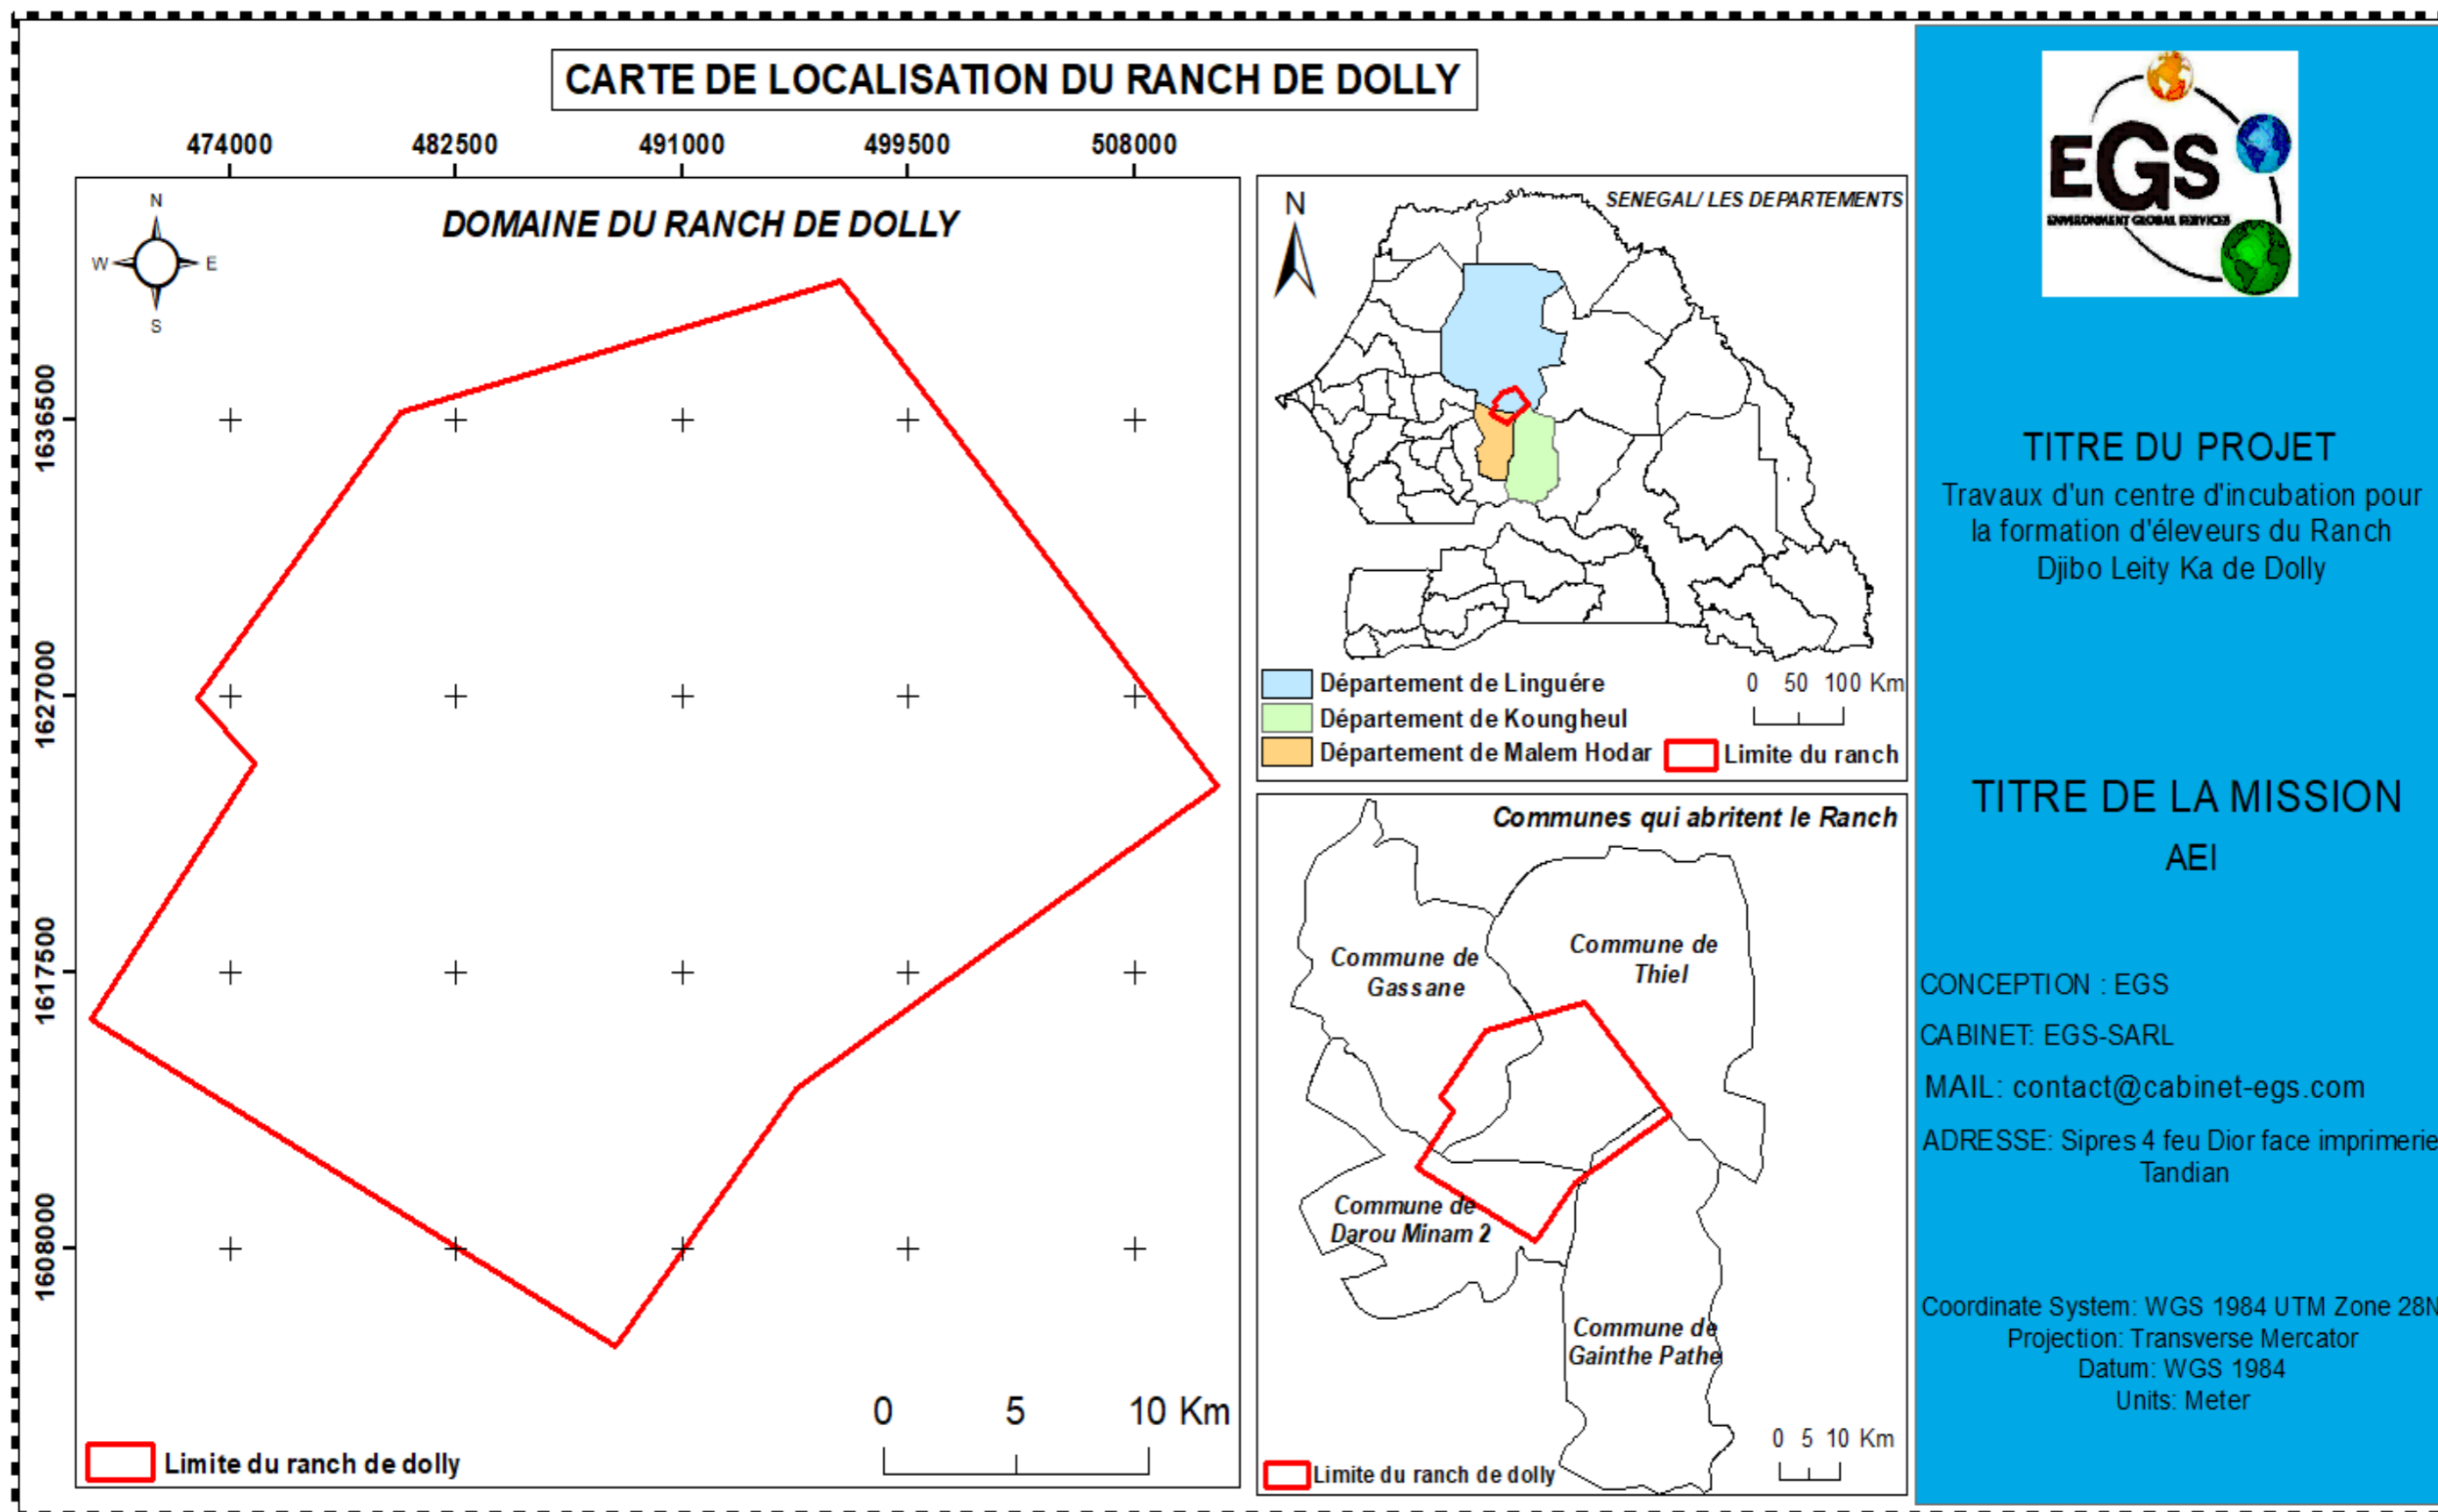 CARTE DE LOCALISATION DU RANCH DE DOLLY
474000 482500 491000 499500 508000
1636500
1627000
1617500
1608000
DOMAINE DU RANCH DE DOLLY
N
W E
S
0 5 10 Km
Limite du ranch de dolly
SENEGAL/ LES DEPARTEMENTS
N
Département de Linguére
Département de Koungheul
Département de Malem Hodar
Limite du ranch
0 50 100 Km
Communes qui abritent le Ranch
Commune de
Gassane
Commune de
Thiel
Commune de
Darou Minam 2
Commune de
Gainthe Pathe
0 5 10 Km
Limite du ranch de dolly
EGS
ENVIRONMENT GLOBAL SERVICES
TITRE DU PROJET
Travaux d'un centre d'incubation pour
la formation d'éleveurs du Ranch
Djibo Leity Ka de Dolly
TITRE DE LA MISSION
AEI
CONCEPTION : EGS
CABINET: EGS-SARL
MAIL: contact@cabinet-egs.com
ADRESSE: Sipres 4 feu Dior face imprimerie
Tandian
Coordinate System: WGS 1984 UTM Zone 28N
Projection: Transverse Mercator
Datum: WGS 1984
Units: Meter